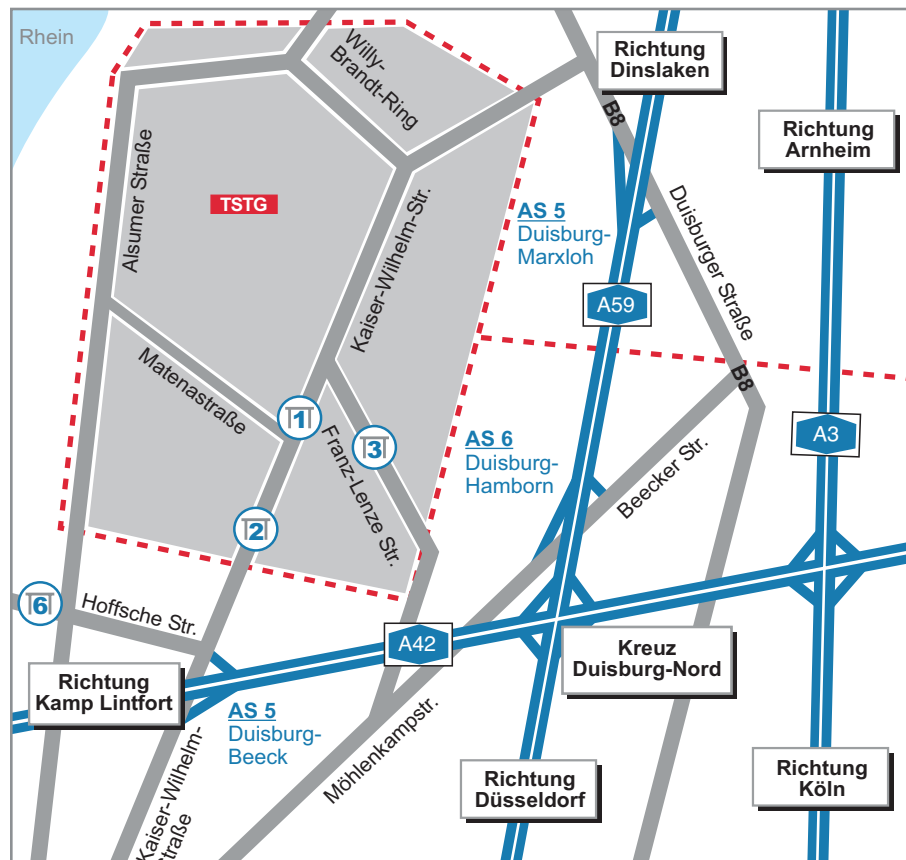 Rhein
Willy-
Brandt-Ring
Richtung
Dinslaken
B8
Richtung
Arnheim
Alsumer Straße
TSTG
Kaiser-Wilhelm-Str.
AS 5
Duisburg-
Marxloh
Duisburger Straße
A59
Matenastraße
B8
1
3
Franz-Lenze Str.
AS 6
Duisburg-
Hamborn
Beecker Str.
A3
2
6
Hoffsche Str.
A42
Kreuz
Duisburg-Nord
Richtung
Kamp Lintfort
AS 5
Duisburg-
Beeck
Möhlenkampstr.
Kaiser-Wilhelm-
straße
Richtung
Düsseldorf
Richtung
Köln